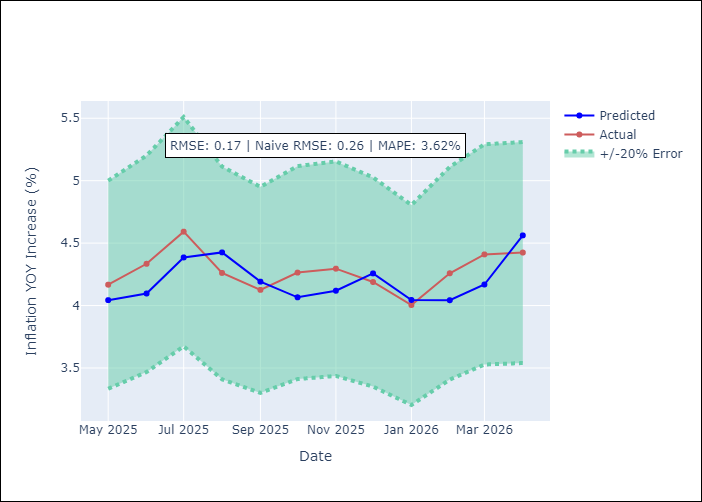 RMSE: 0.17 | Naive RMSE: 0.26 | MAPE: 3.62%
Predicted
Actual
+/-20% Error
Inflation YOY Increase (%)
5.5
5
4.5
4
3.5
May 2025
Jul 2025
Sep 2025
Nov 2025
Jan 2026
Mar 2026
Date